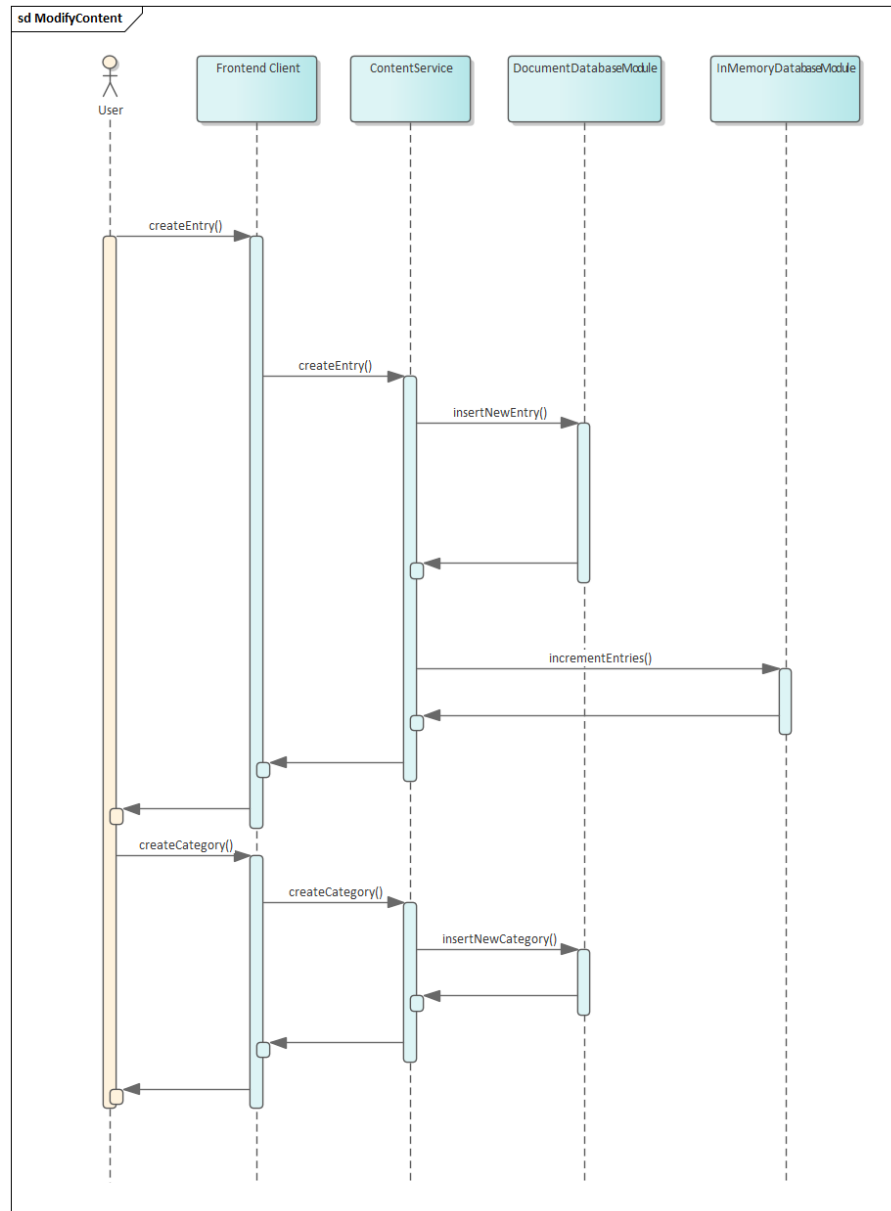 sd ModifyContent
User
Frontend Client
ContentService
DocumentDatabaseModule
InMemoryDatabaseModule
createEntry()
createEntry()
insertNewEntry()
incrementEntries()
createCategory()
createCategory()
insertNewCategory()